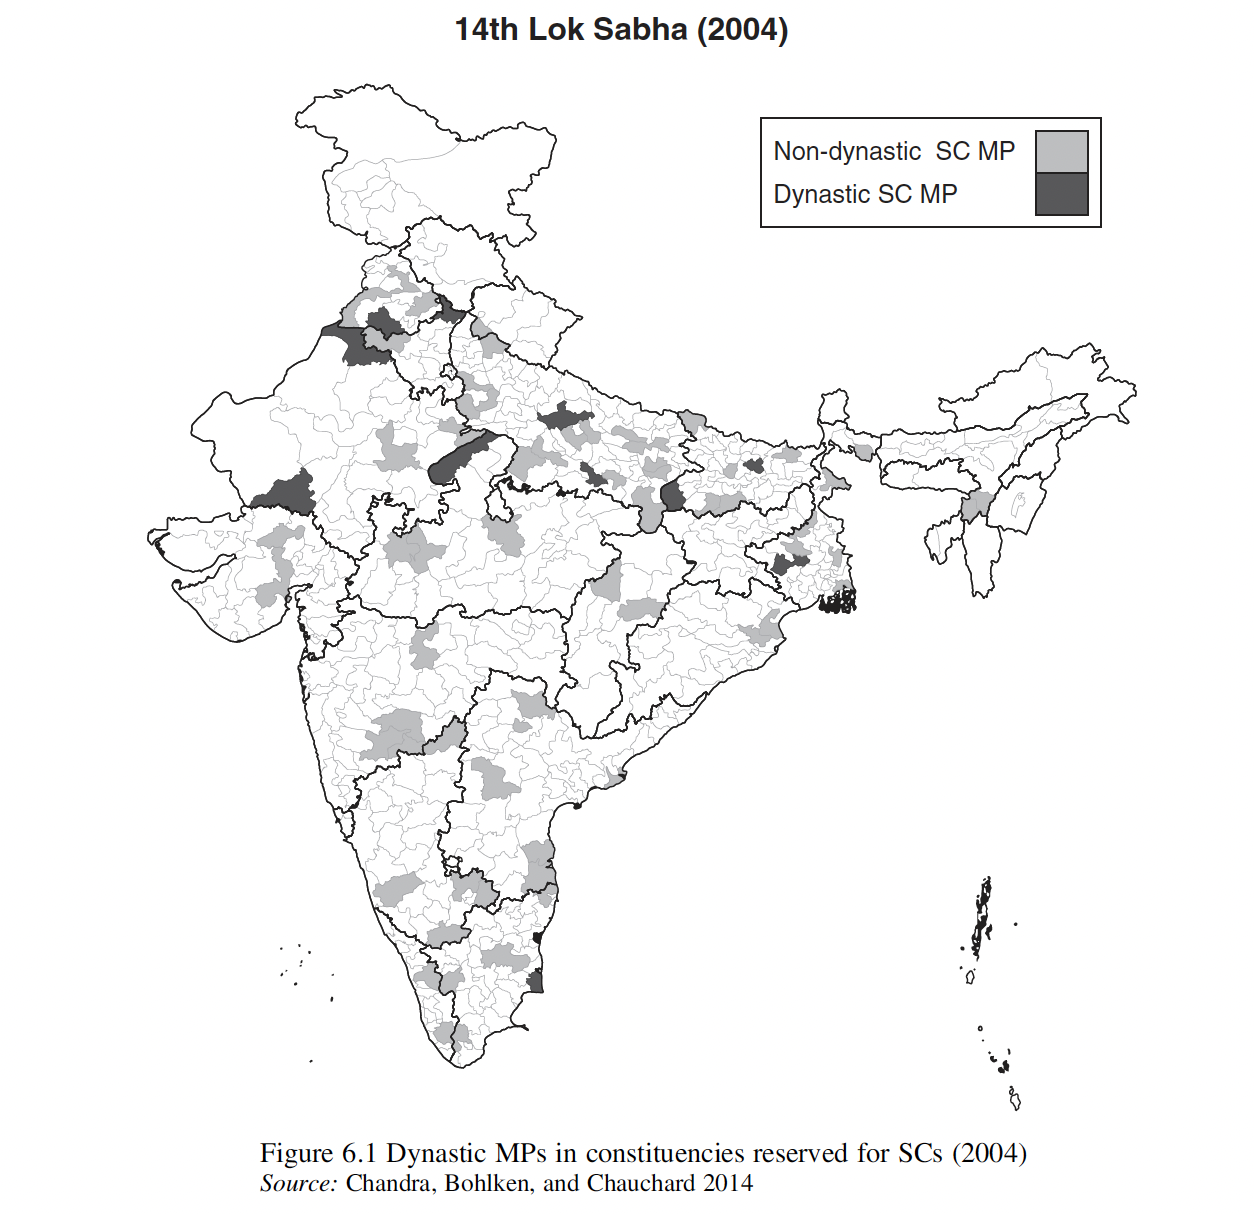 14th Lok Sabha (2004)
Non-dynastic SC MP
Dynastic SC MP
Figure 6.1 Dynastic MPs in constituencies reserved for SCs (2004)
Source: Chandra, Bohlken, and Chauchard 2014